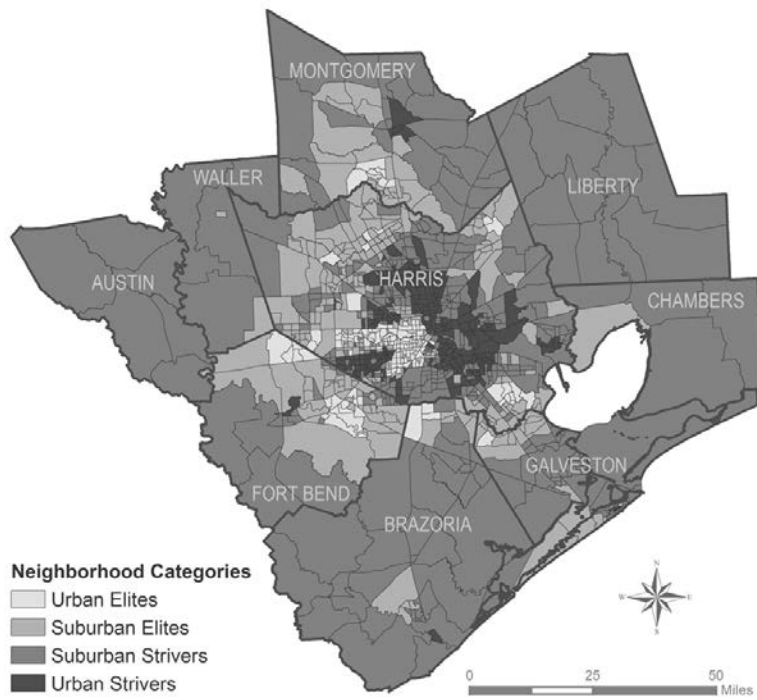 MONTGOMERY
WALLER
LIBERTY
AUSTIN
HARRIS
CHAMBERS
GALVESTON
FORT BEND
BRAZORIA
Neighborhood Categories
Urban Elites
Suburban Elites
Suburban Strivers
Urban Strivers
N
W E
S
0 25 50
Miles